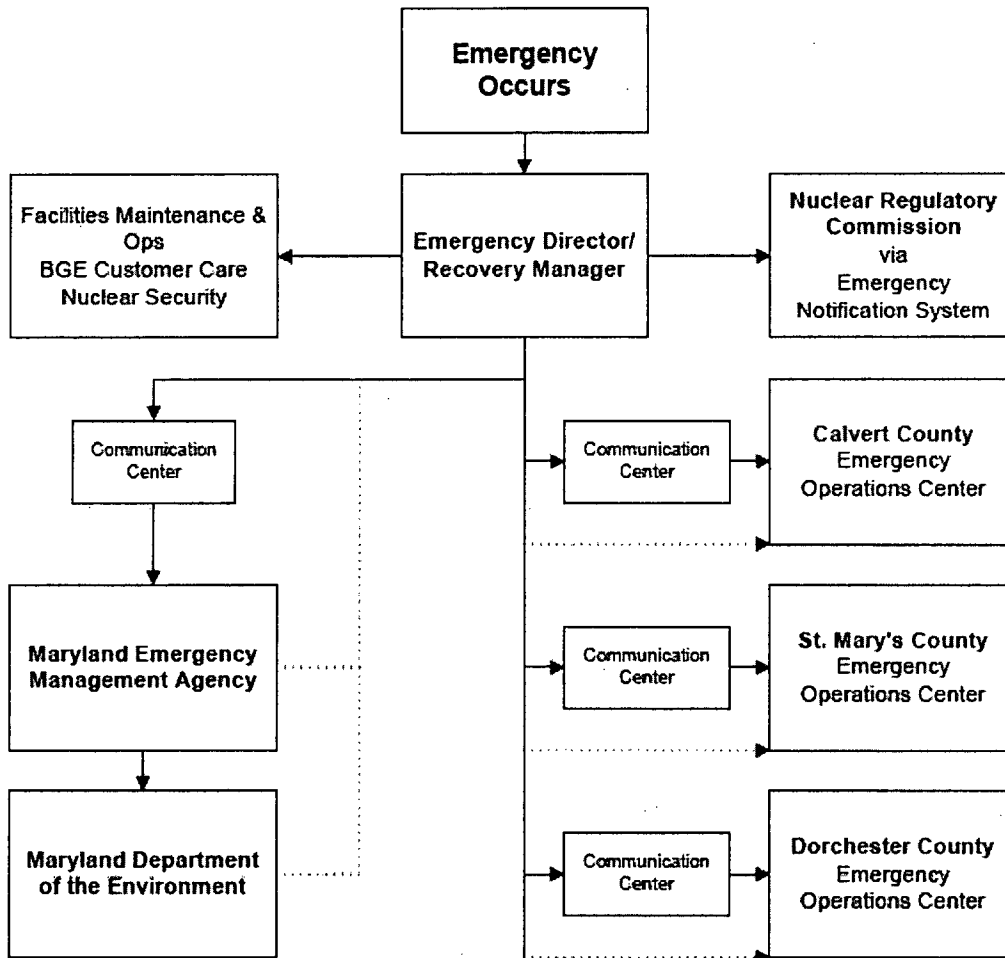 Emergency
Occurs
Facilities Maintenance &
Ops
BGE Customer Care
Nuclear Security
Emergency Director/
Recovery Manager
Nuclear Regulatory
Commission
via
Emergency
Notification System
Communication
Center
Communication
Center
Calvert County
Emergency
Operations Center
Maryland Emergency
Management Agency
Communication
Center
St. Mary's County
Emergency
Operations Center
Maryland Department
of the Environment
Communication
Center
Dorchester County
Emergency
Operations Center